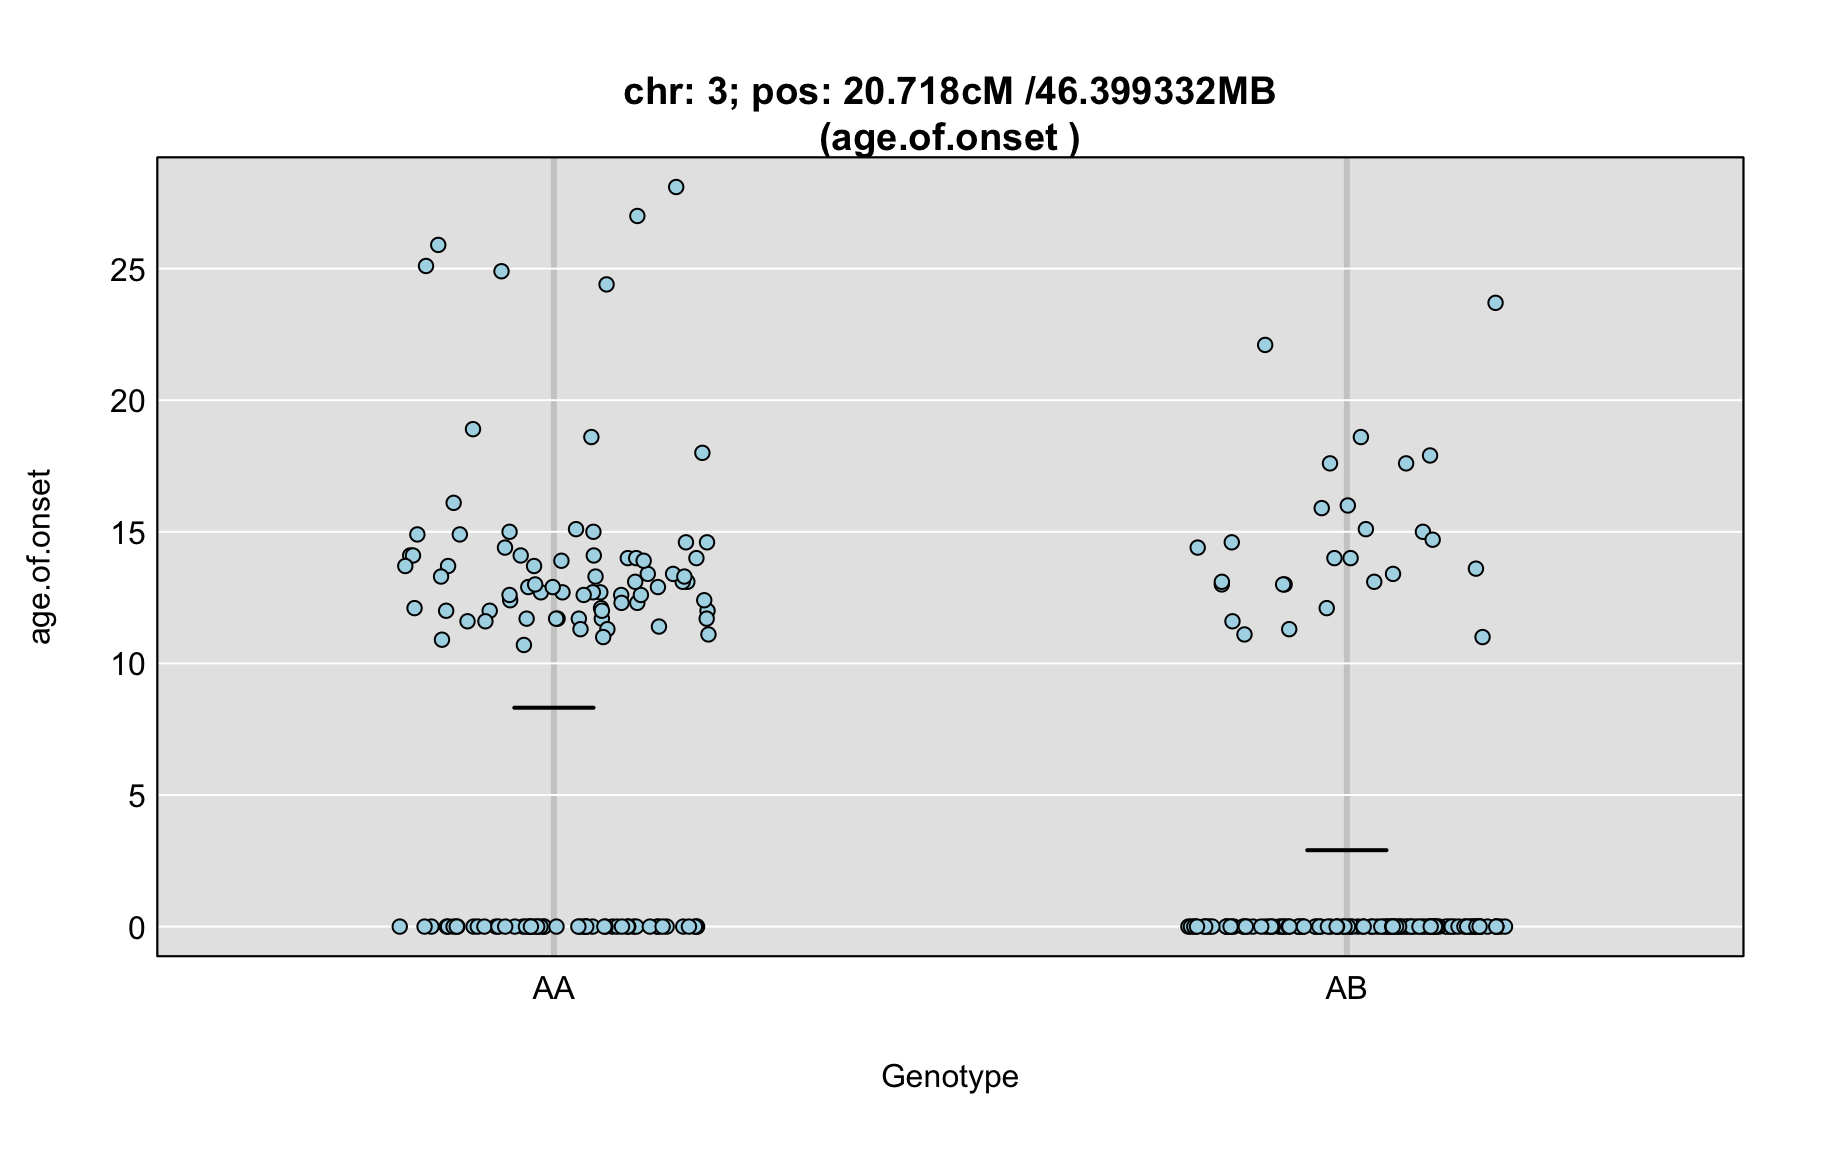 chr: 3; pos: 20.718cM /46.399332MB
(age.of.onset )
age.of.onset
25
20
15
10
5
0
AA
AB
Genotype